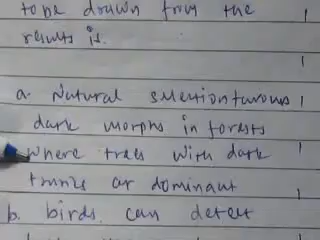 to be drawn from the
results is.
a. Natural selection favours
dark morphs in forests
where trees with dark
trunks ar dominant
b. birds can detect